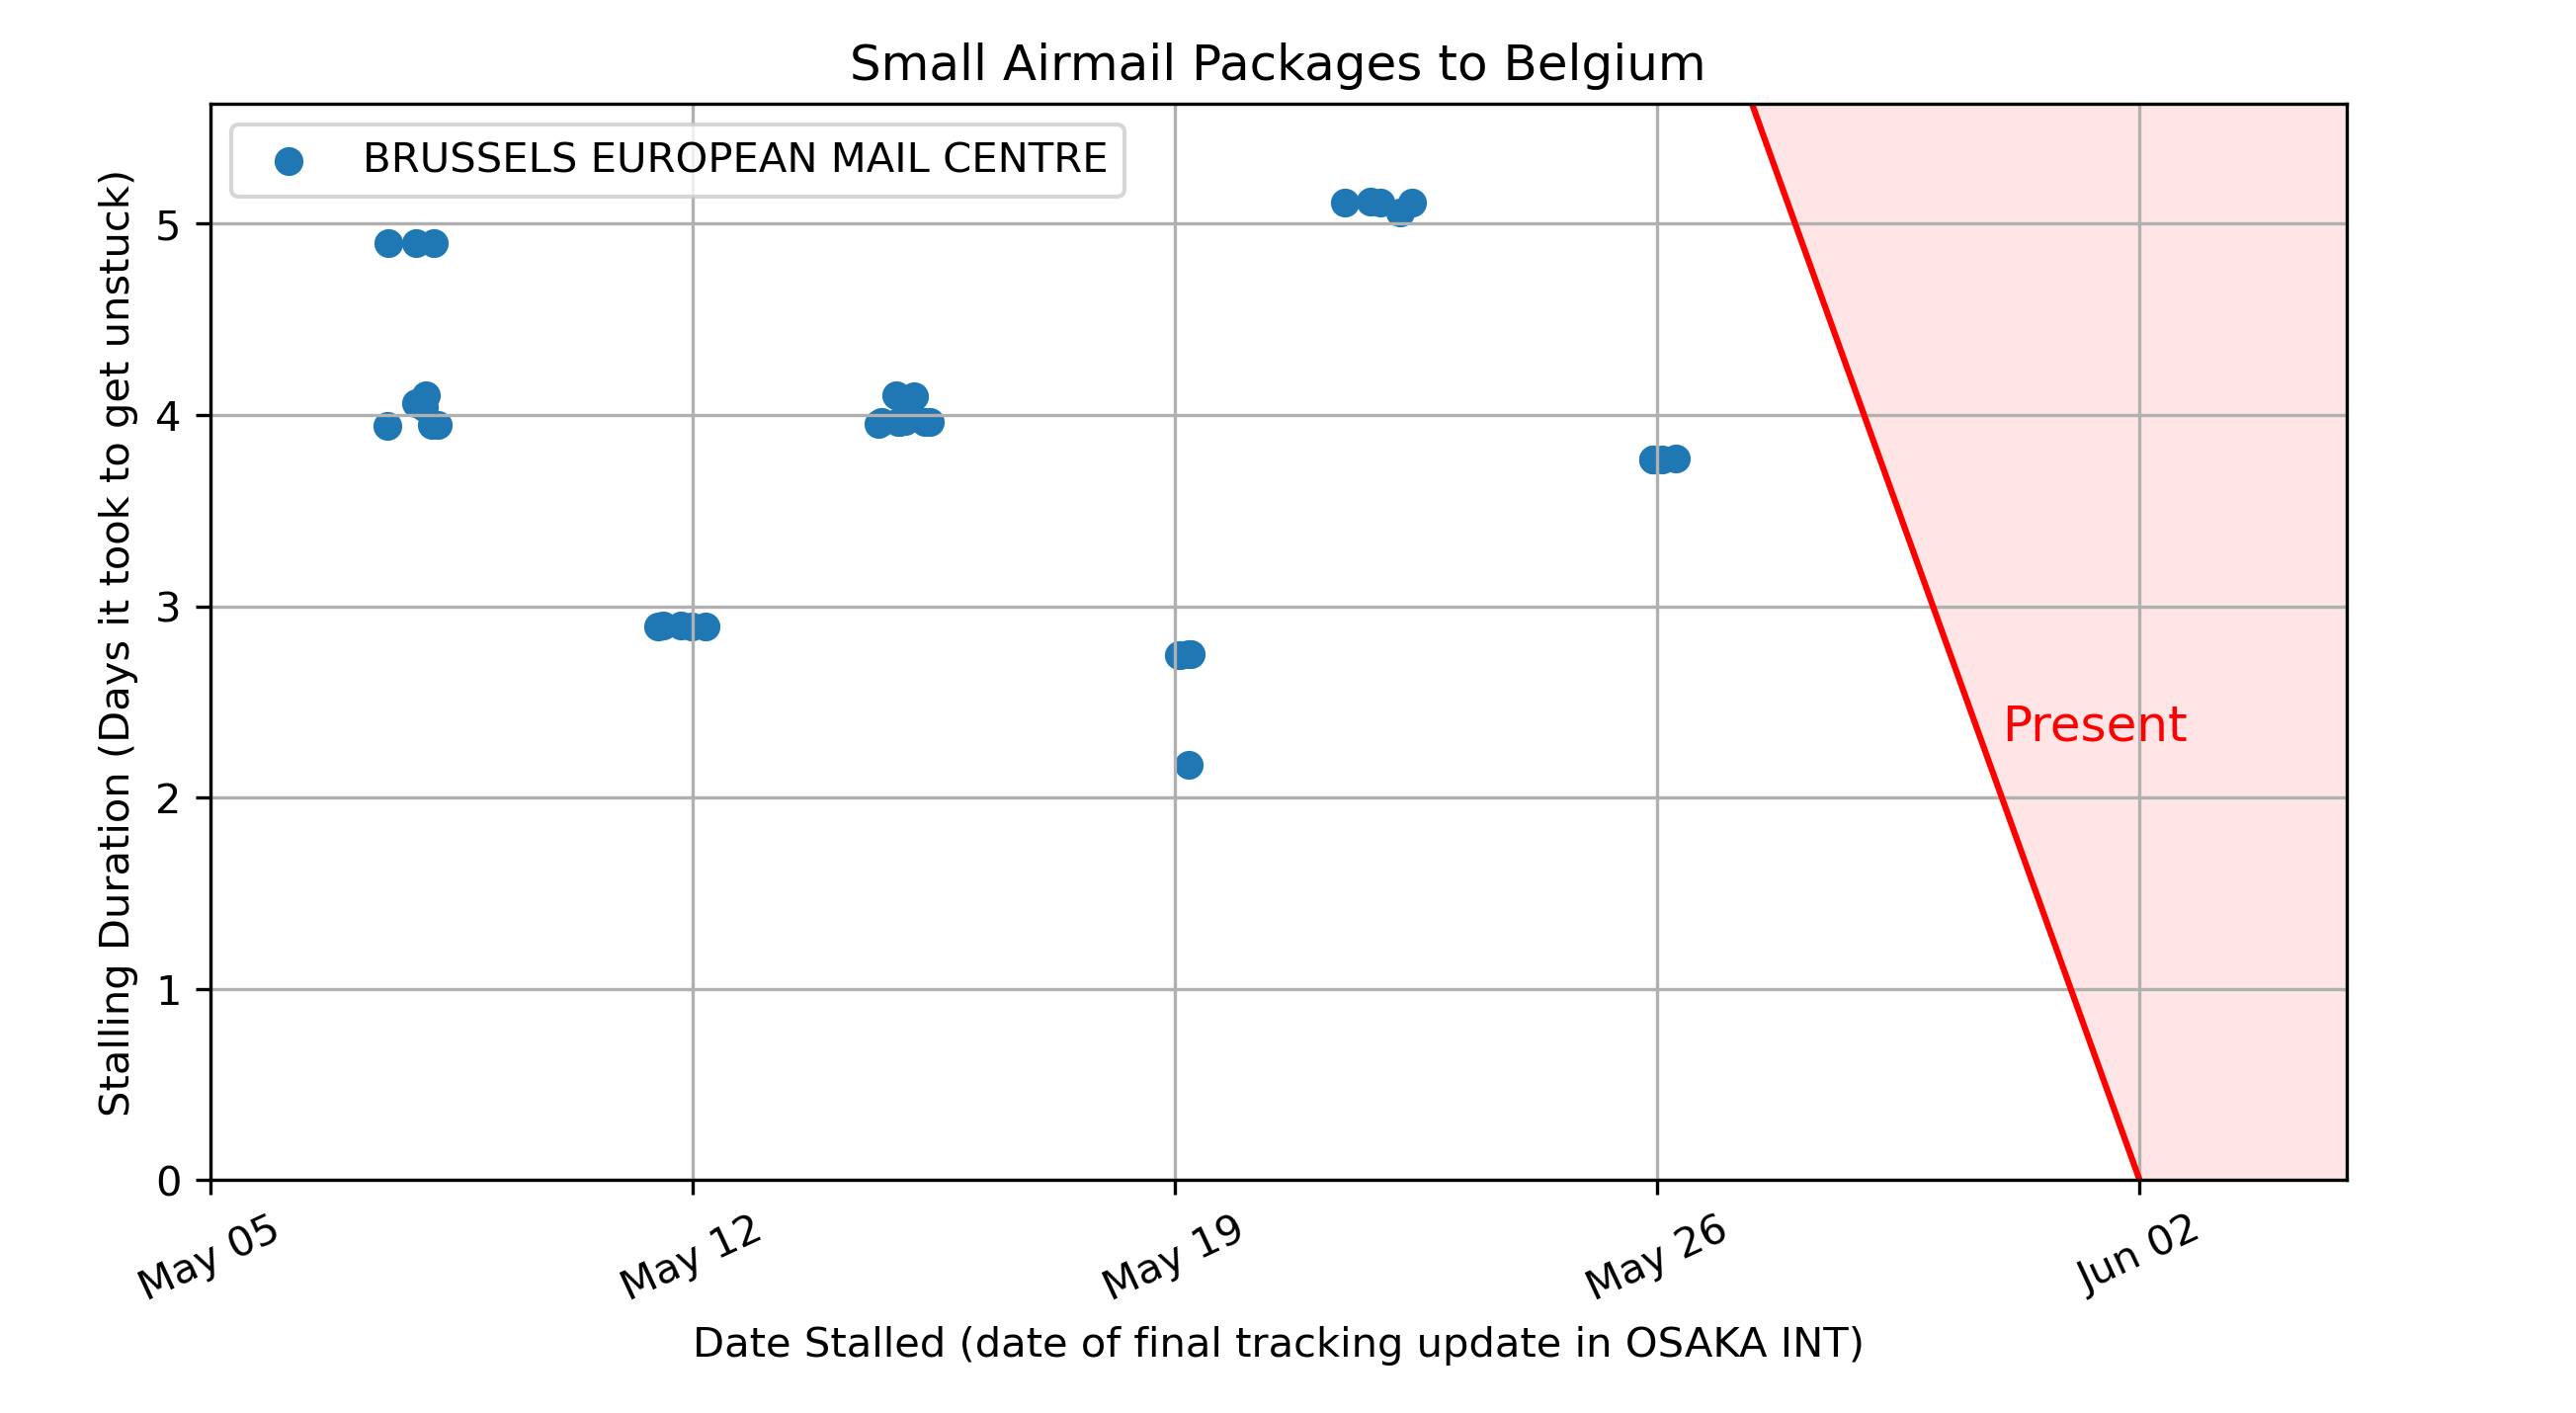 Small Airmail Packages to Belgium
BRUSSELS EUROPEAN MAIL CENTRE
Stalling Duration (Days it took to get unstuck)
5
4
3
2
1
0
Present
May 05
May 12
May 19
May 26
Jun 02
Date Stalled (date of final tracking update in OSAKA INT)